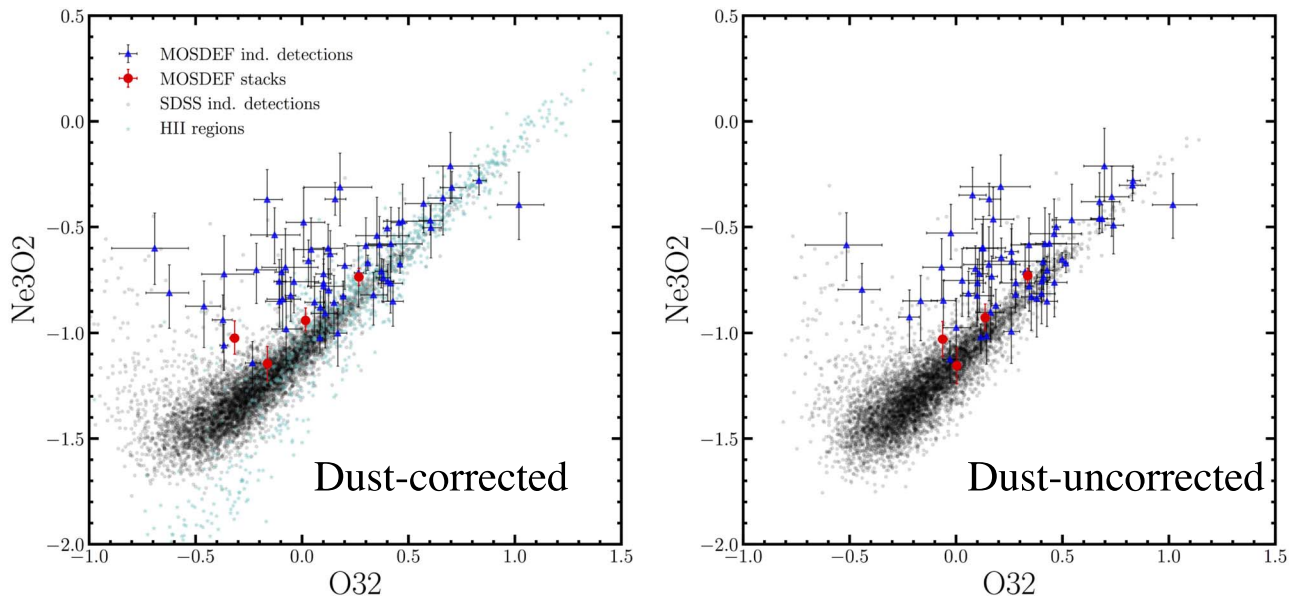 0.5
0.0
−0.5
−1.0
−1.5
−2.0
Ne3O2
MOSDEF ind. detections
MOSDEF stacks
SDSS ind. detections
HII regions
Dust-corrected
−1.0 −0.5 0.0 0.5 1.0 1.5
O32
0.5
0.0
−0.5
−1.0
−1.5
−2.0
Ne3O2
Dust-uncorrected
−1.0 −0.5 0.0 0.5 1.0 1.5
O32